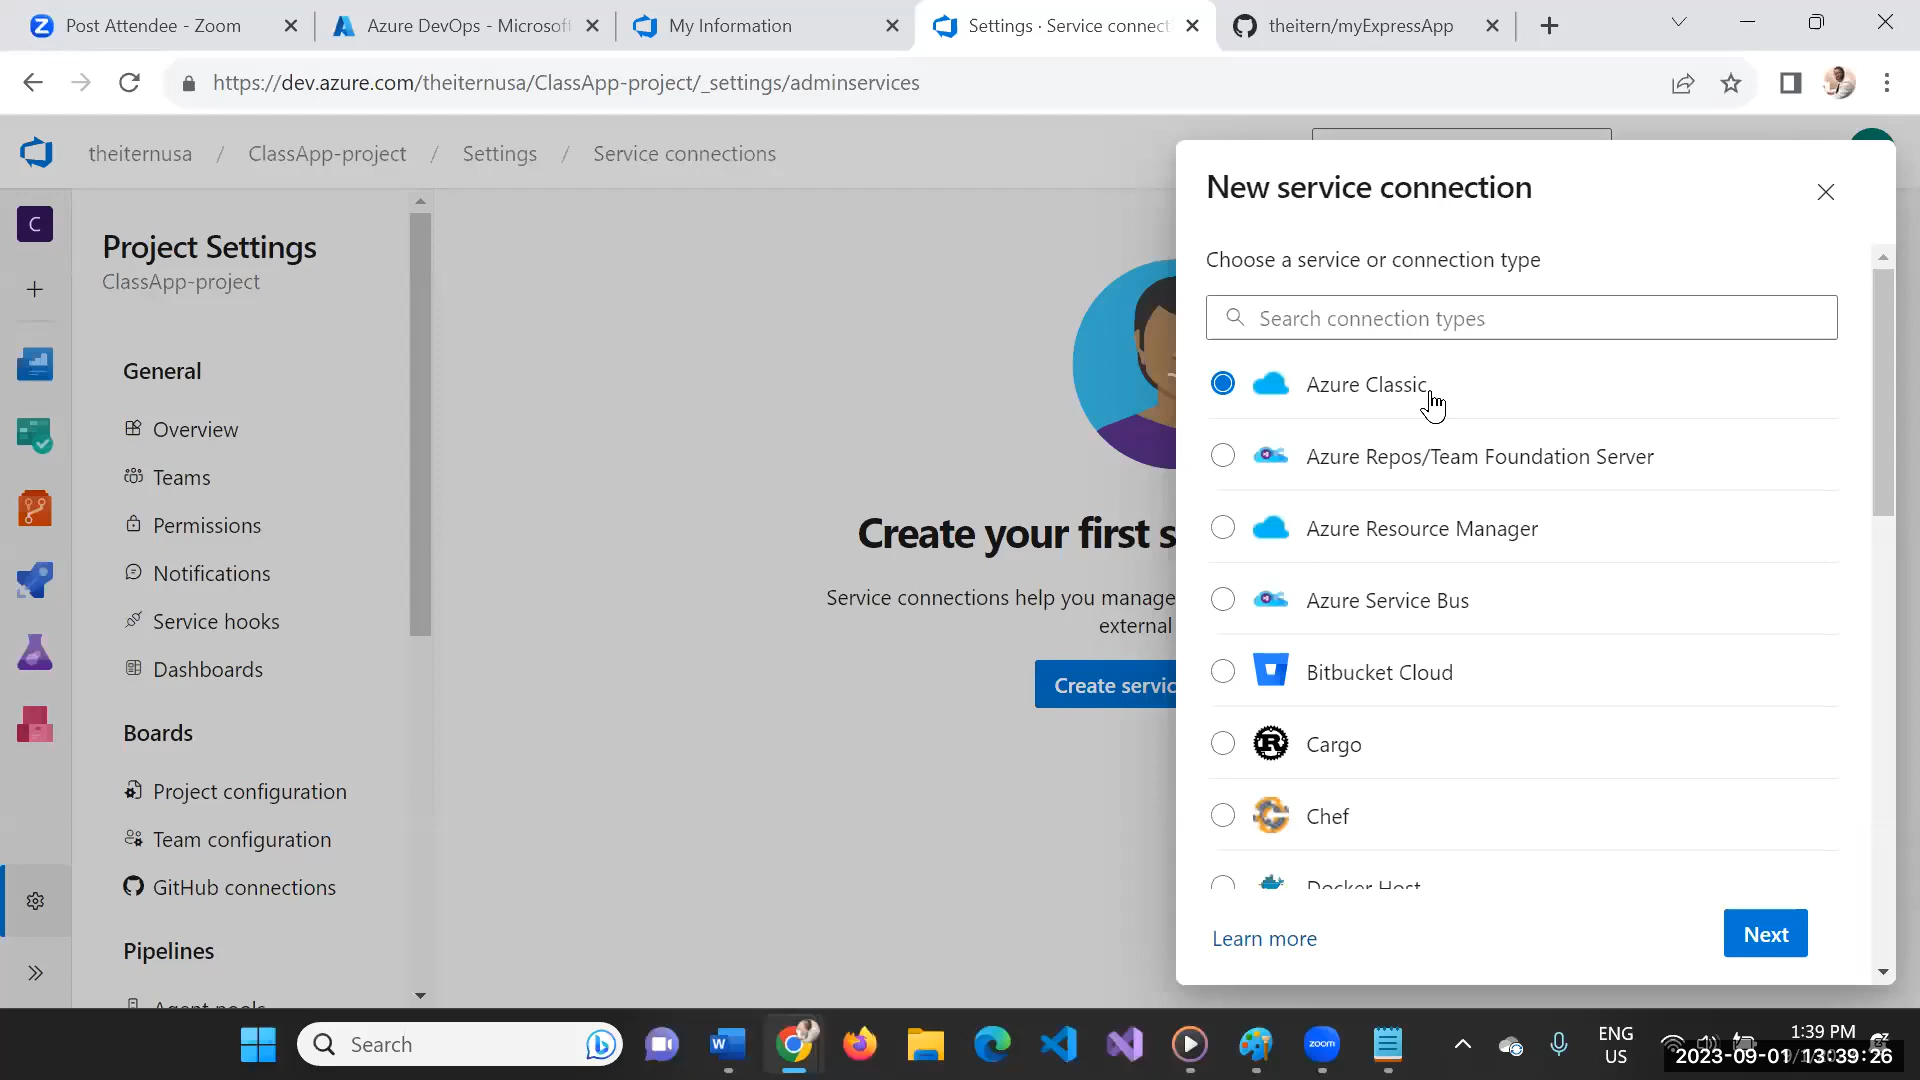 Post Attendee - Zoom
Azure DevOps - Microsoft
My Information
Settings · Service connect
theitern/myExpressApp
https://dev.azure.com/theiternusa/ClassApp-project/_settings/adminservices
theiternusa / ClassApp-project / Settings / Service connections
C
Project Settings
ClassApp-project
General
Overview
Teams
Permissions
Notifications
Service hooks
Dashboards
Boards
Project configuration
Team configuration
GitHub connections
Pipelines
Agent pools
Create your first s
Service connections help you manage
external
Create servic
New service connection
Choose a service or connection type
Search connection types
Azure Classic
Azure Repos/Team Foundation Server
Azure Resource Manager
Azure Service Bus
Bitbucket Cloud
Cargo
Chef
Docker Host
Learn more
Next
Search
zoom
ENG
US
1:39 PM
2023-09-01 13:39:26